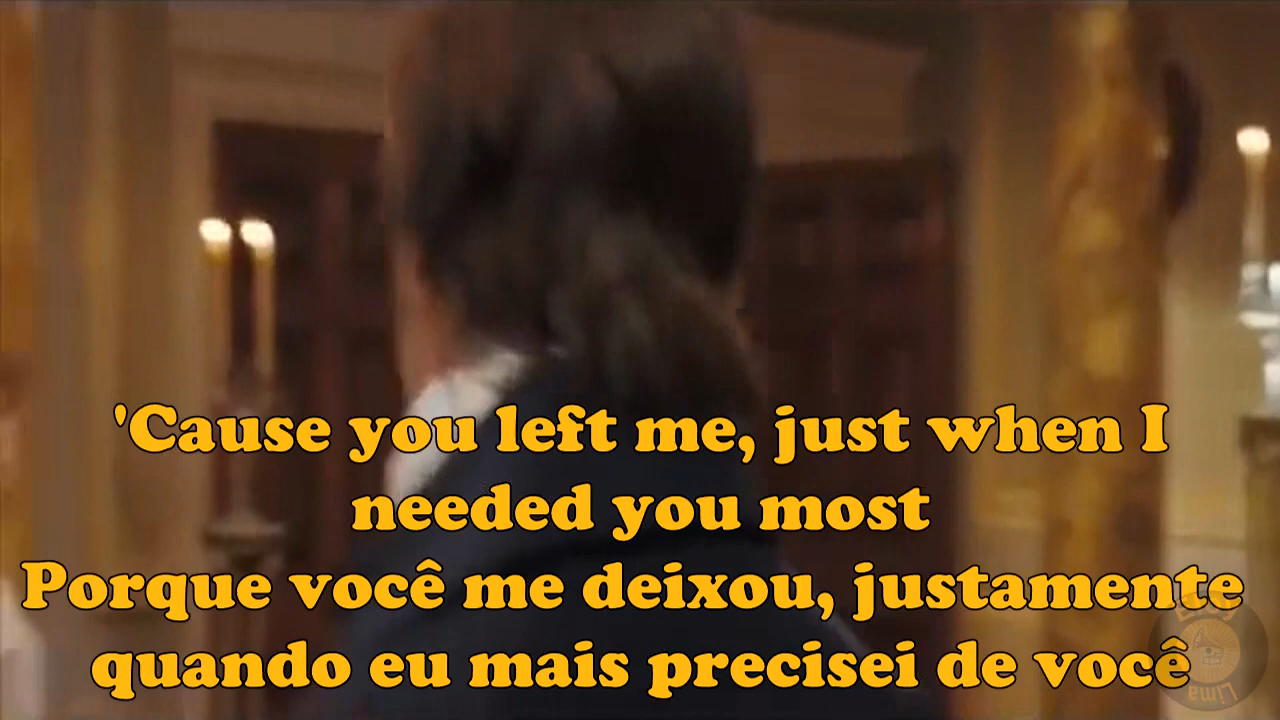 'Cause you left me, just when I
needed you most
Porque você me deixou, justamente
quando eu mais precisei de você
Lima